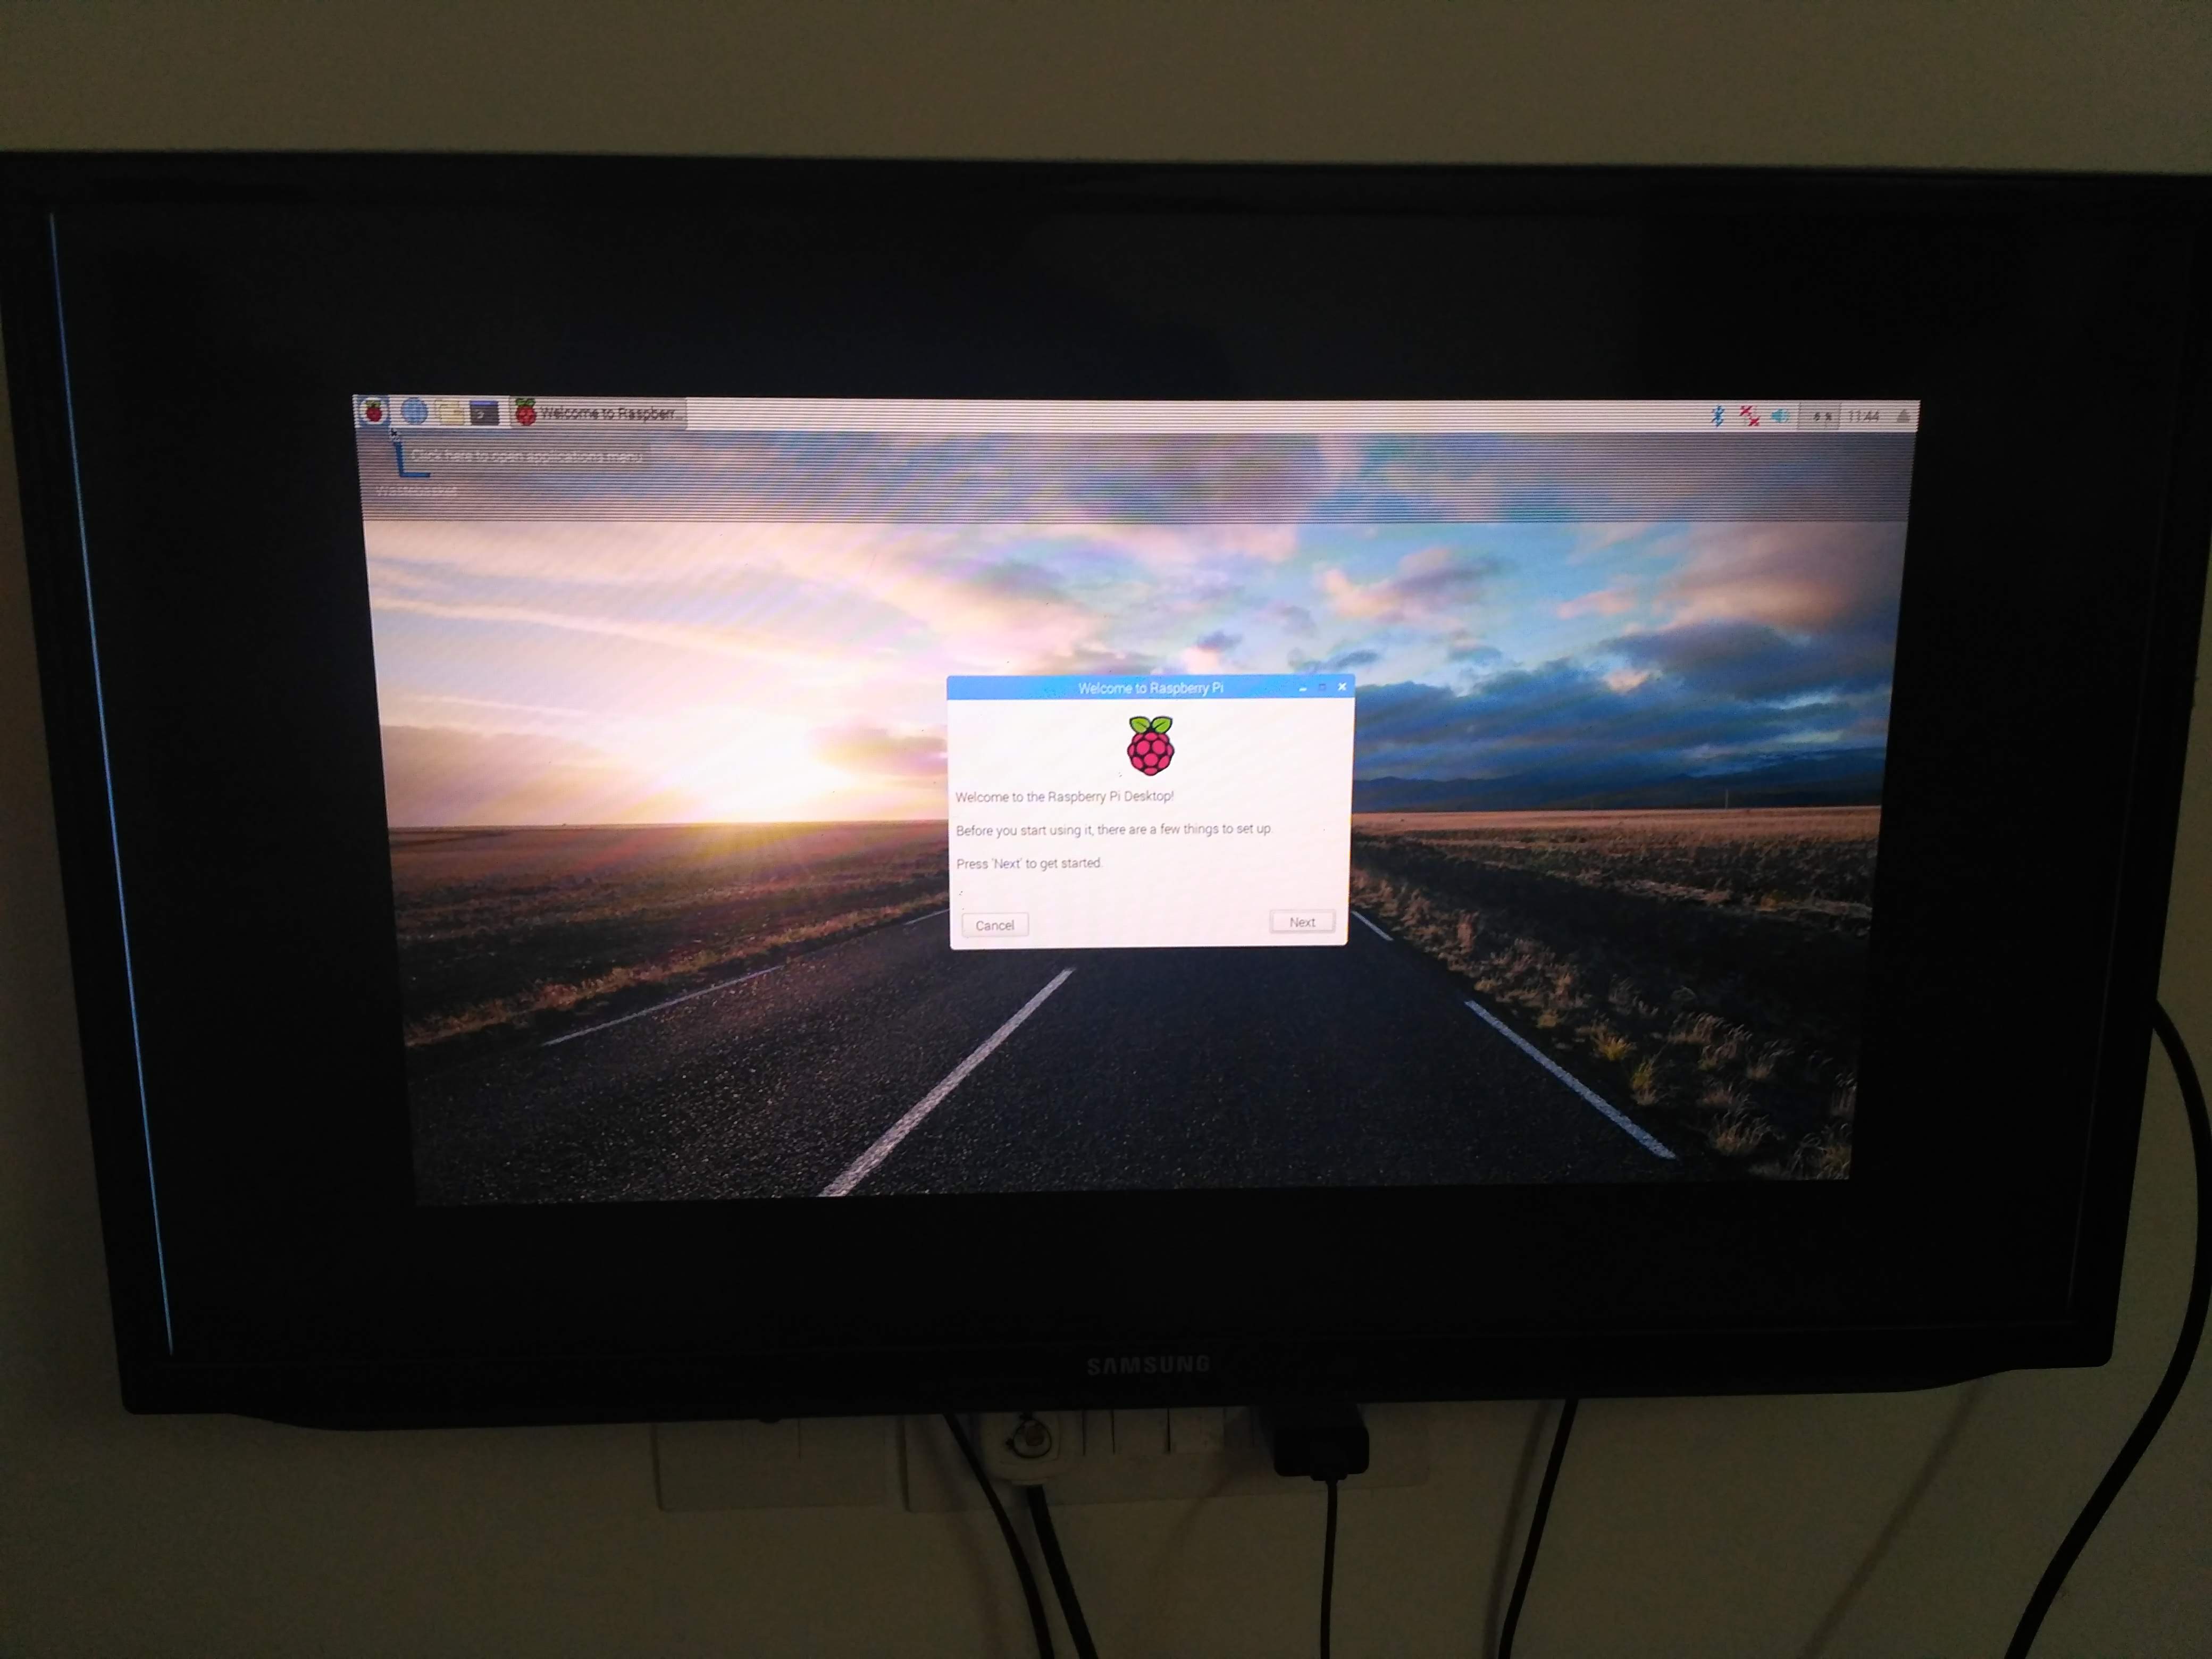 Welcome to Raspberr...
11:44
Click here to open applications menu
Wastebasket
Welcome to Raspberry Pi
Welcome to the Raspberry Pi Desktop!
Before you start using it, there are a few things to set up.
Press 'Next' to get started.
Cancel
Next
SAMSUNG